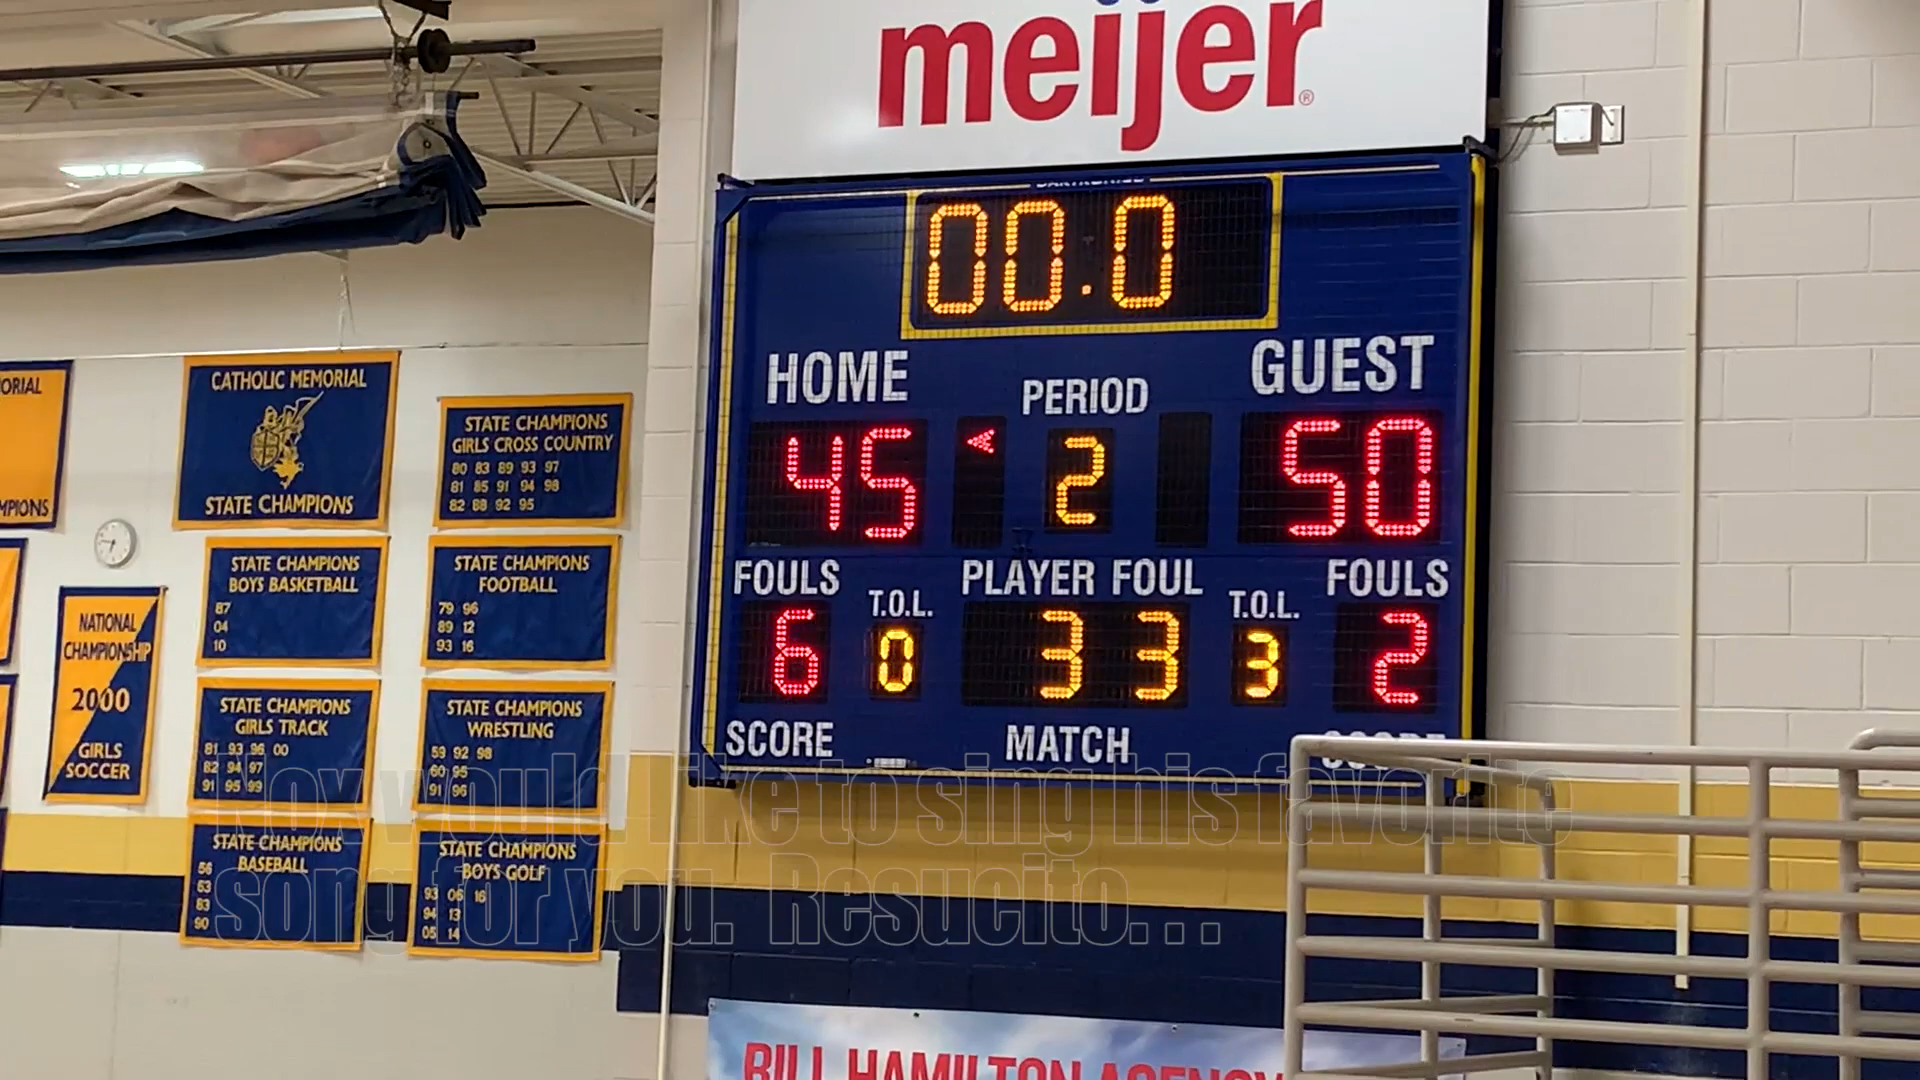 meijer®
00.0
HOME
GUEST
PERIOD
45
2
50
FOULS
PLAYER FOUL
FOULS
T.O.L.
T.O.L.
6
0
33
3
2
SCORE
MATCH
ORIAL
MPIONS
CATHOLIC MEMORIAL
STATE CHAMPIONS
STATE CHAMPIONS
GIRLS CROSS COUNTRY
80 83 89 93 97
81 85 91 94 98
82 88 92 95
STATE CHAMPIONS
BOYS BASKETBALL
87
04
10
STATE CHAMPIONS
FOOTBALL
79 96
89 12
93 16
NATIONAL
CHAMPIONSHIP
2000
GIRLS
SOCCER
STATE CHAMPIONS
GIRLS TRACK
81 93 96 00
82 94 97
91 95 99
STATE CHAMPIONS
WRESTLING
59 92 98
60 95
91 96
STATE CHAMPIONS
BASEBALL
56
63
83
90
STATE CHAMPIONS
BOYS GOLF
93 06 16
94 13
05 14
would like to sing his favorite
song for you. Resucito...
BILL HAMILTON AGENCY